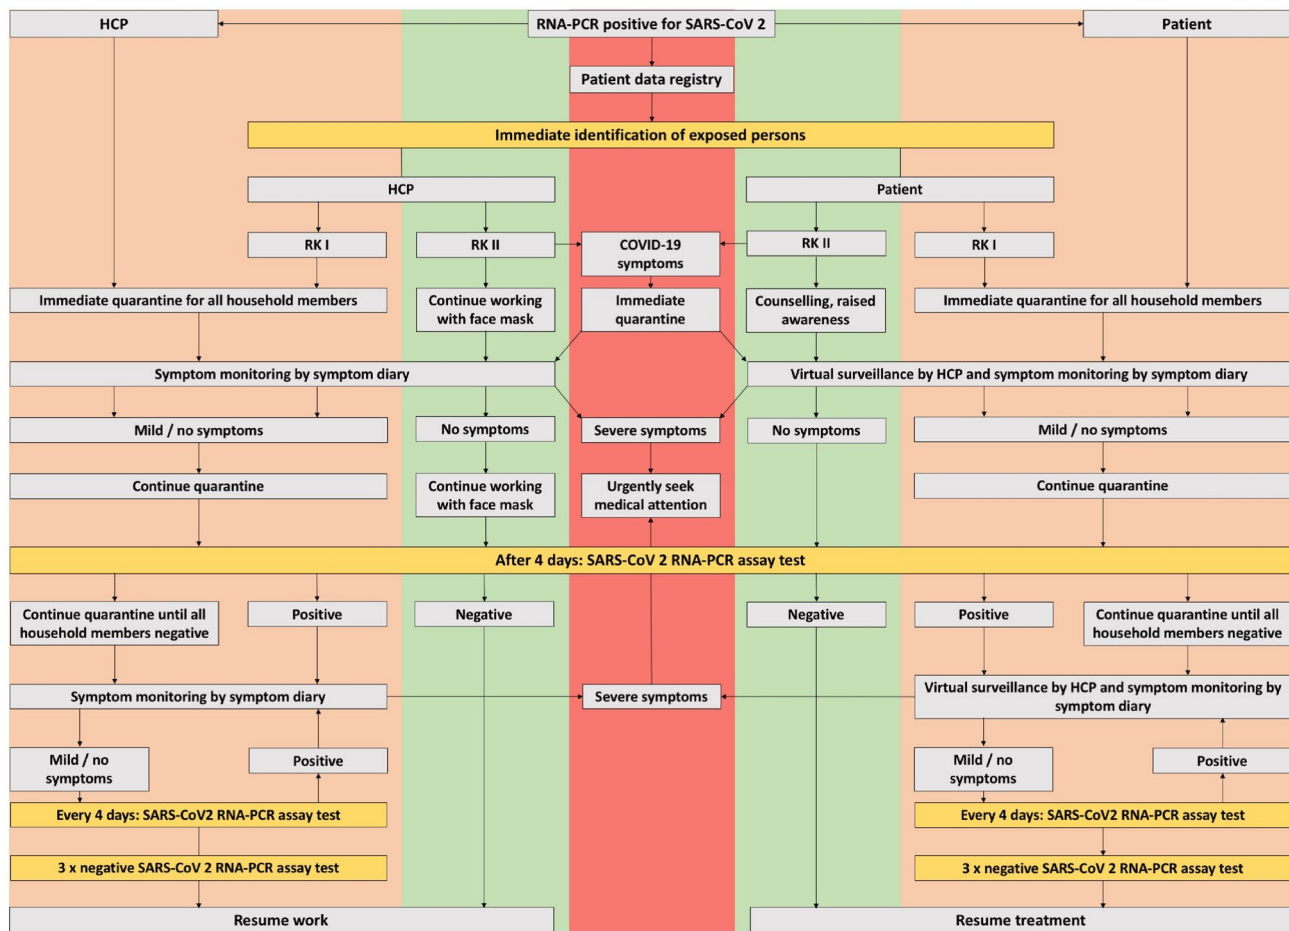 HCP
RNA-PCR positive for SARS-CoV 2
Patient
Patient data registry
Immediate identification of exposed persons
HCP
Patient
RK I
RK II
COVID-19
symptoms
RK II
RK I
Immediate quarantine for all household members
Continue working
with face mask
Immediate
quarantine
Counselling, raised
awareness
Immediate quarantine for all household members
Symptom monitoring by symptom diary
Virtual surveillance by HCP and symptom monitoring by symptom diary
Mild / no symptoms
No symptoms
Severe symptoms
No symptoms
Mild / no symptoms
Continue quarantine
Continue working
with face mask
Urgently seek
medical attention
Continue quarantine
After 4 days: SARS-CoV 2 RNA-PCR assay test
Continue quarantine until all
household members negative
Positive
Negative
Negative
Positive
Continue quarantine until all
household members negative
Symptom monitoring by symptom diary
Severe symptoms
Virtual surveillance by HCP and symptom monitoring by
symptom diary
Mild / no
symptoms
Positive
Mild / no
symptoms
Positive
Every 4 days: SARS-CoV2 RNA-PCR assay test
Every 4 days: SARS-CoV2 RNA-PCR assay test
3 x negative SARS-CoV 2 RNA-PCR assay test
3 x negative SARS-CoV 2 RNA-PCR assay test
Resume work
Resume treatment